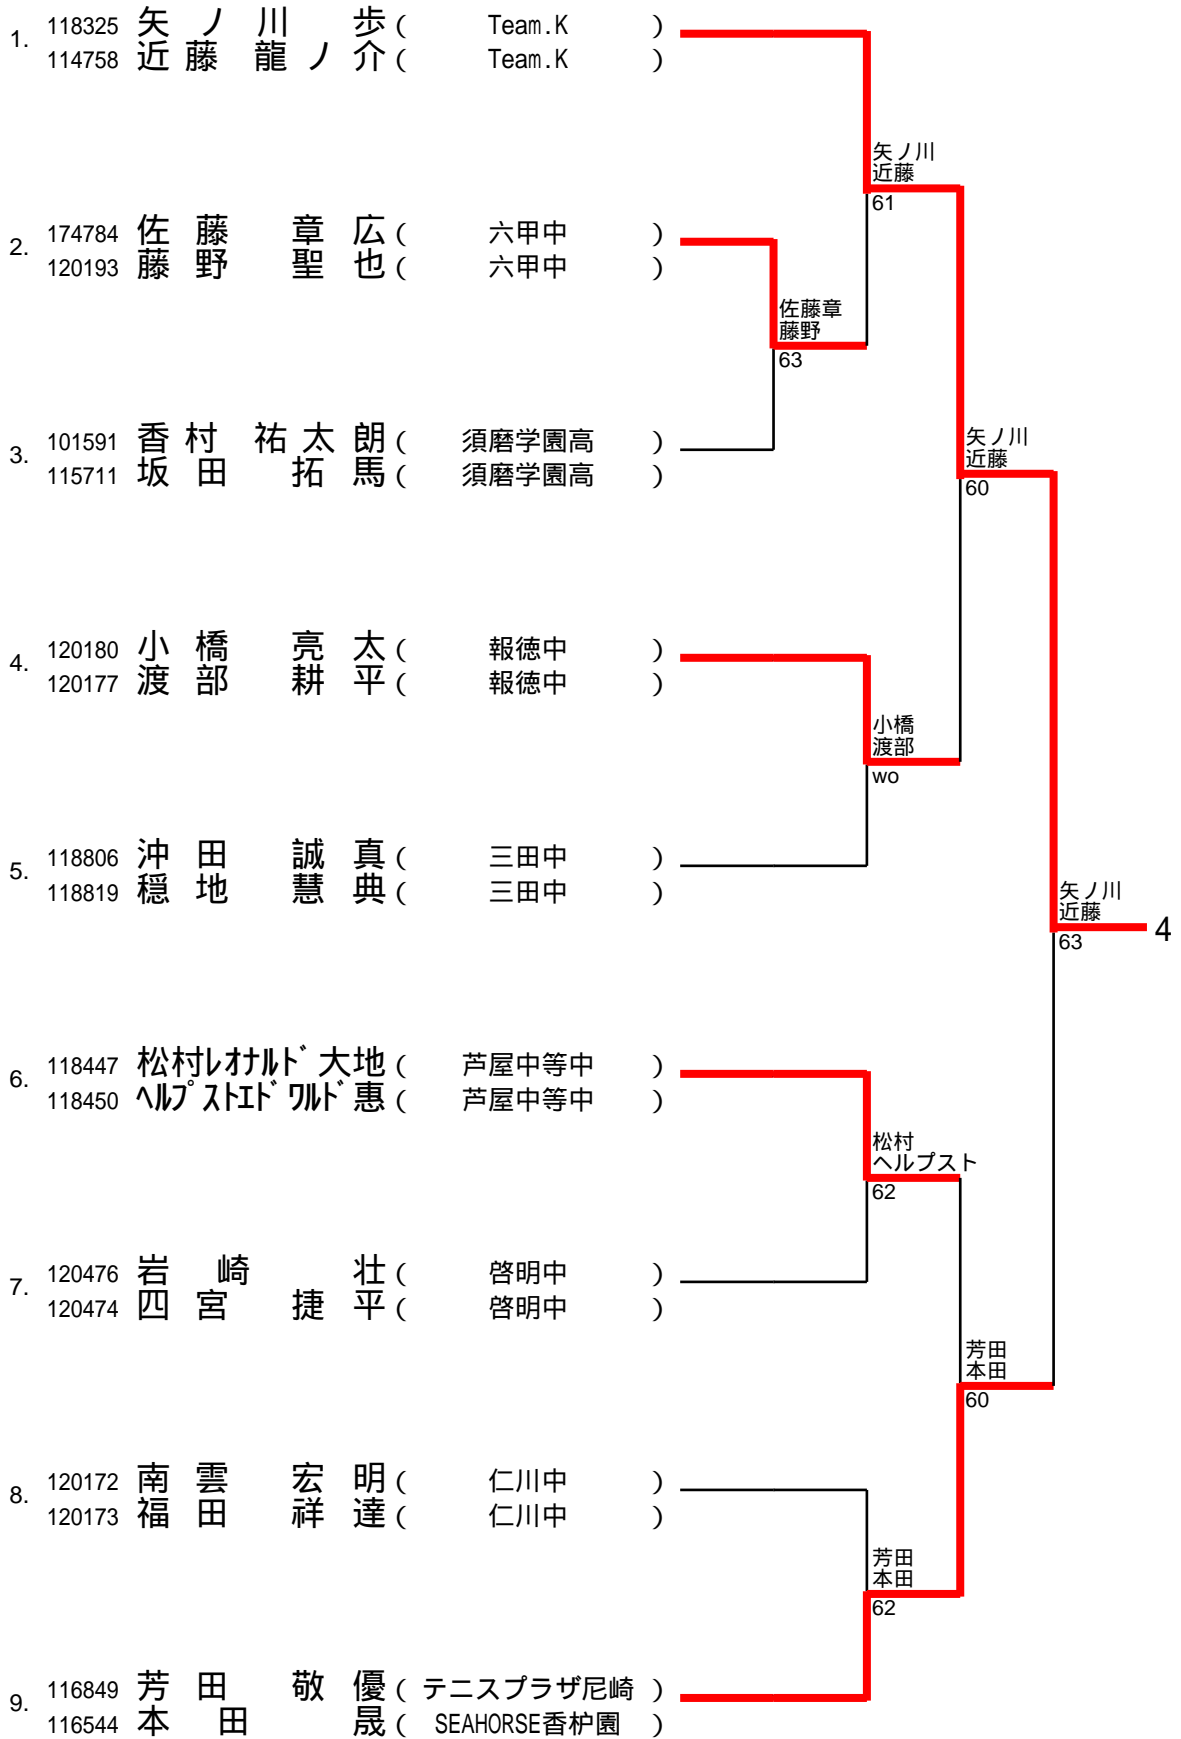 1. 118325 矢ノ川 歩 ( Team.K )
114758 近藤 龍ノ介 ( Team.K )
矢ノ川
近藤
61
2. 174784 佐藤 章広 ( 六甲中 )
120193 藤野 聖也 ( 六甲中 )
佐藤章
藤野
63
3. 101591 香村 祐太朗 ( 須磨学園高 )
115711 坂田 拓馬 ( 須磨学園高 )
矢ノ川
近藤
60
4. 120180 小橋 亮太 ( 報徳中 )
120177 渡部 耕平 ( 報徳中 )
小橋
渡部
wo
5. 118806 沖田 誠真 ( 三田中 )
118819 穏地 慧典 ( 三田中 )
矢ノ川
近藤
63
4
6. 118447 松村ﾚｵﾅﾙﾄﾞ大地 ( 芦屋中等中 )
118450 ﾍﾙﾌﾟｽﾄｴﾄﾞﾜﾙﾄﾞ惠 ( 芦屋中等中 )
松村
ヘルプスト
62
7. 120476 岩崎 壮 ( 啓明中 )
120474 四宮 捷平 ( 啓明中 )
芳田
本田
60
8. 120172 南雲 宏明 ( 仁川中 )
120173 福田 祥達 ( 仁川中 )
芳田
本田
62
9. 116849 芳田 敬優 ( テニスプラザ尼崎 )
116544 本田 晟 ( SEAHORSE香枦園 )